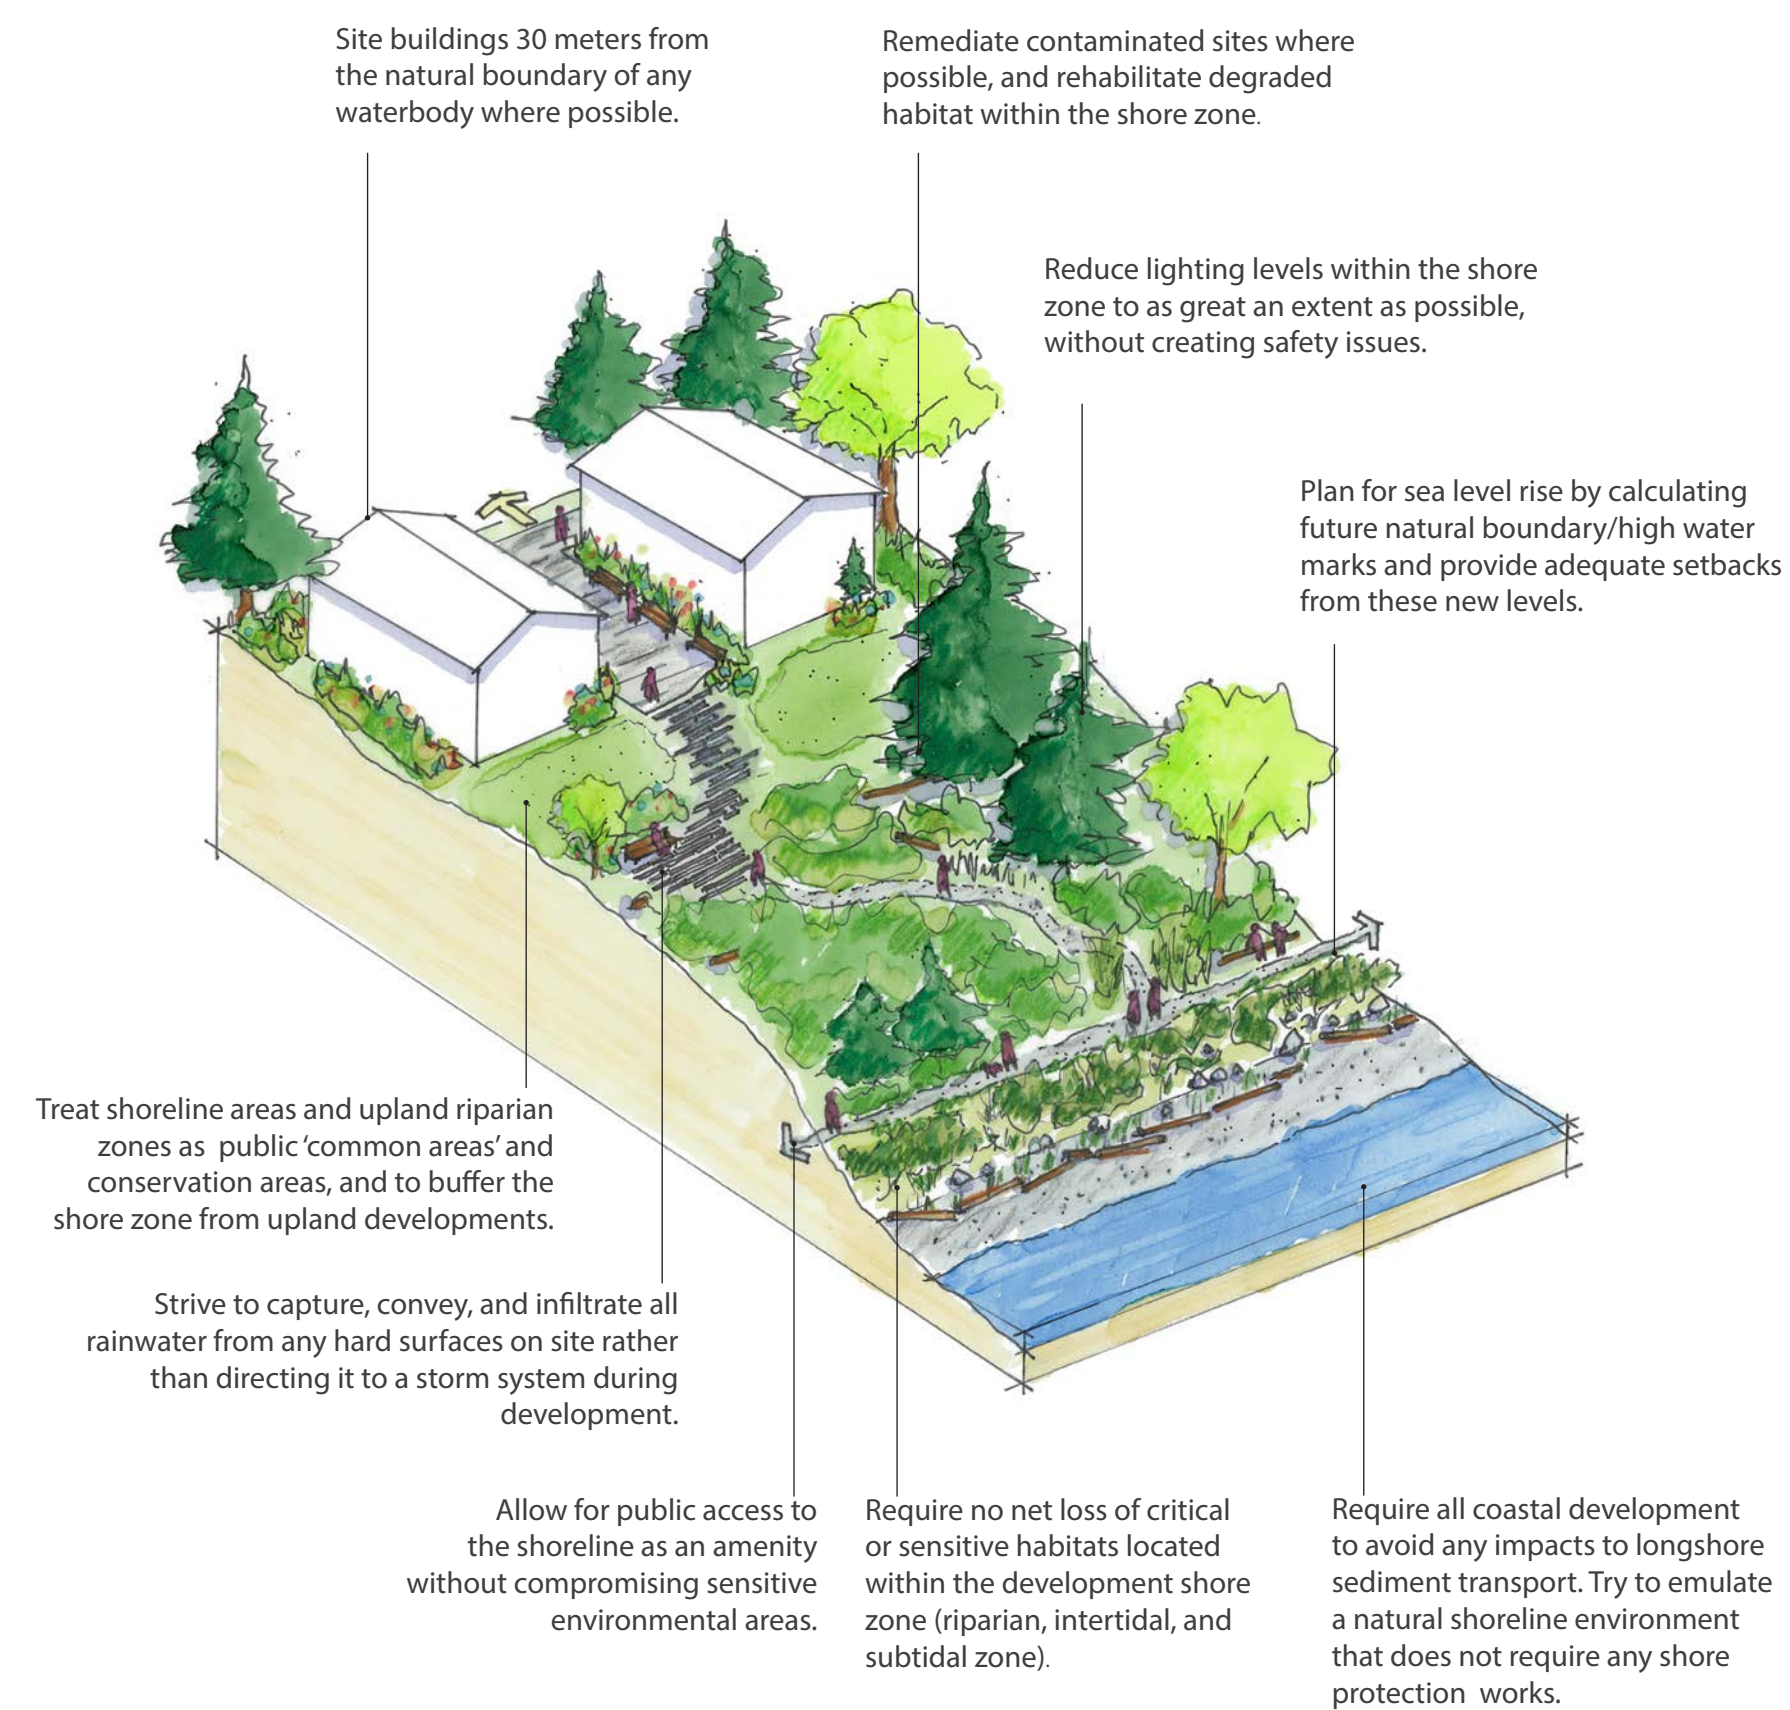 Site buildings 30 meters from
the natural boundary of any
waterbody where possible.
Remediate contaminated sites where
possible, and rehabilitate degraded
habitat within the shore zone.
Reduce lighting levels within the shore
zone to as great an extent as possible,
without creating safety issues.
Plan for sea level rise by calculating
future natural boundary/high water
marks and provide adequate setbacks
from these new levels.
Treat shoreline areas and upland riparian
zones as public ‘common areas’ and
conservation areas, and to buffer the
shore zone from upland developments.
Strive to capture, convey, and infiltrate all
rainwater from any hard surfaces on site rather
than directing it to a storm system during
development.
Allow for public access to
the shoreline as an amenity
without compromising sensitive
environmental areas.
Require no net loss of critical
or sensitive habitats located
within the development shore
zone (riparian, intertidal, and
subtidal zone).
Require all coastal development
to avoid any impacts to longshore
sediment transport. Try to emulate
a natural shoreline environment
that does not require any shore
protection works.